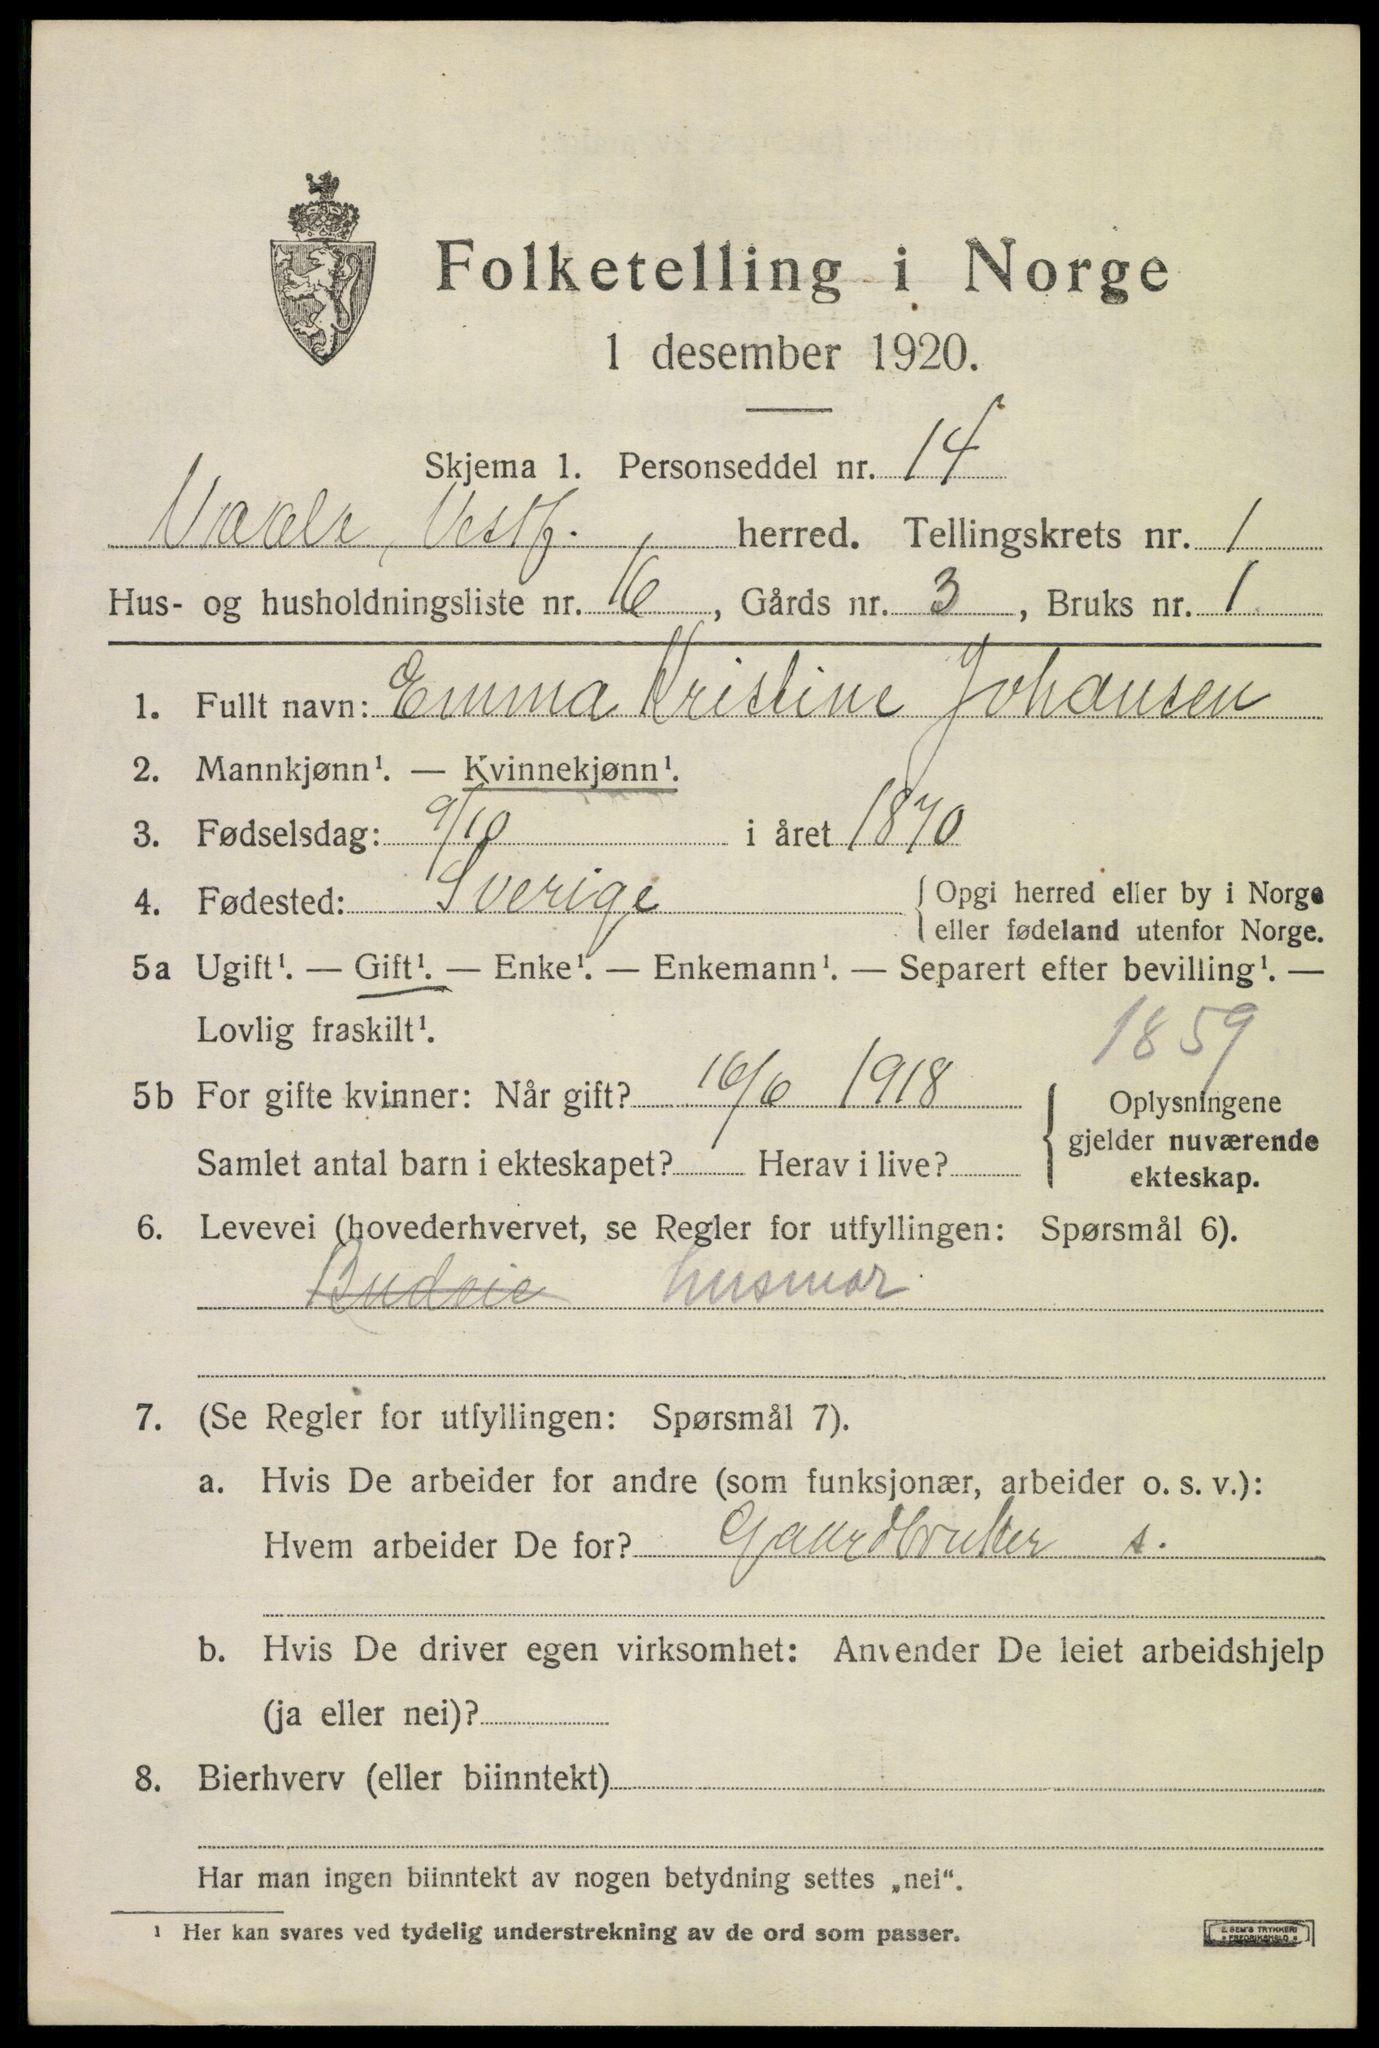 Folketelling i Norge
1 desember 1920.
Skjema 1. Personseddel nr. 14
Vaale, Vestf. herred. Tellingskrets nr. 1
Hus- og husholdningsliste nr. 16, Gårds nr. 3, Bruks nr. 1
1. Fullt navn: Emma Kristine Johansen
2. Mannkjønn¹. — Kvinnekjønn¹.
3. Fødselsdag: 9/10 i året 1870
4. Fødested: Sverige {Opgi herred eller by i Norge
eller fødeland utenfor Norge.
5a Ugift¹. — Gift¹. — Enke¹. — Enkemann¹. — Separert efter bevilling¹. —
Lovlig fraskilt¹. 1859
5b For gifte kvinner: Når gift? 16/6 1918 { Oplysningene
gjelder nuværende
ekteskap.
Samlet antal barn i ekteskapet? Herav i live?
6. Levevei (hovederhvervet, se Regler for utfyllingen: Spørsmål 6).
Budeie husmor
7. (Se Regler for utfyllingen: Spørsmål 7).
a. Hvis De arbeider for andre (som funksjonær, arbeider o. s. v.):
Hvem arbeider De for? Gaardbruker s.
b. Hvis De driver egen virksomhet: Anvender De leiet arbeidshjelp
(ja eller nei)?
8. Bierhverv (eller biinntekt)
Har man ingen biinntekt av nogen betydning settes „nei“.
¹ Her kan svares ved tydelig understrekning av de ord som passer.
E. SEM'S TRYKKERI
FREDRIKSHALD